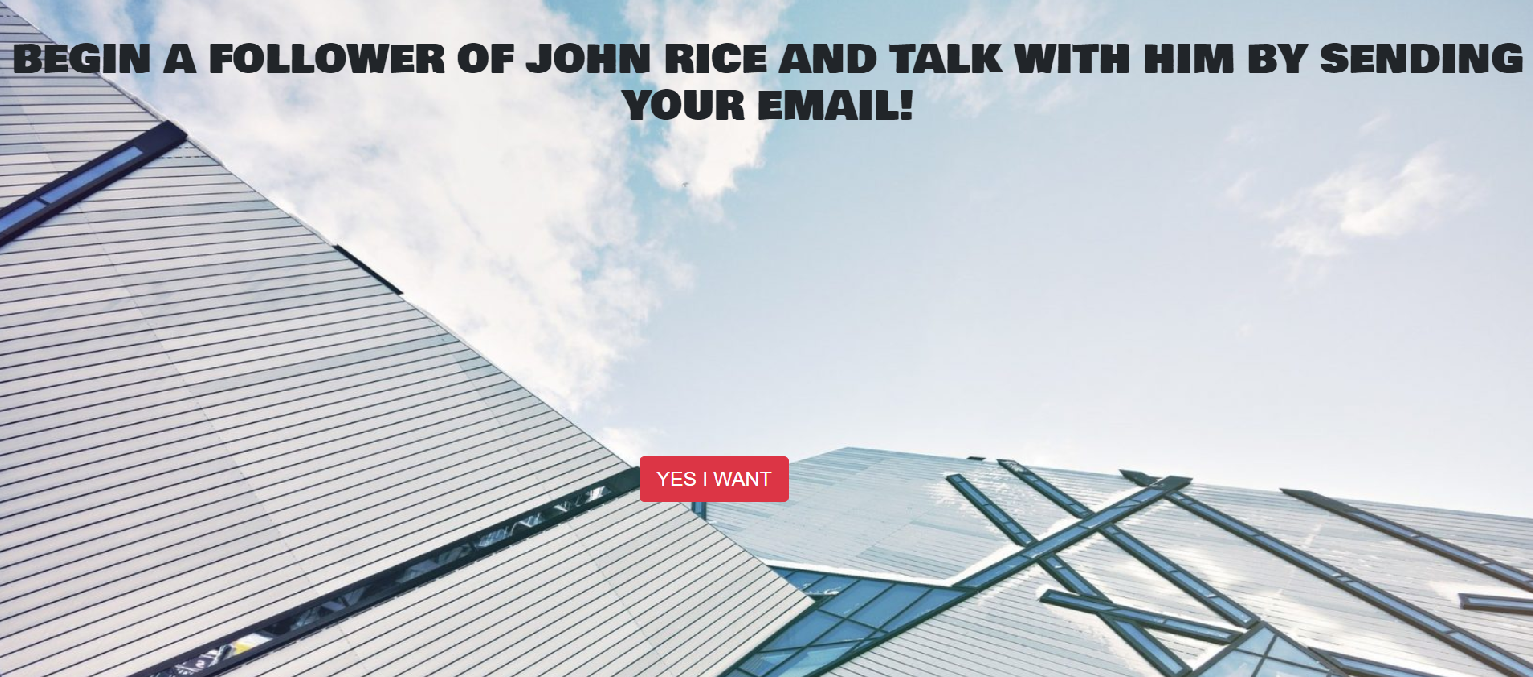 BEGIN A FOLLOWER OF JOHN RICE AND TALK WITH HIM BY SENDING
YOUR EMAIL!
YES I WANT